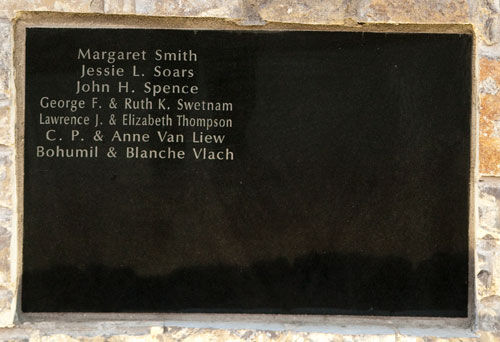 Margaret Smith
Jessie L. Soars
John H. Spence
George F. & Ruth K. Swetnam
Lawrence J. & Elizabeth Thompson
C. P. & Anne Van Liew
Bohumil & Blanche Vlach